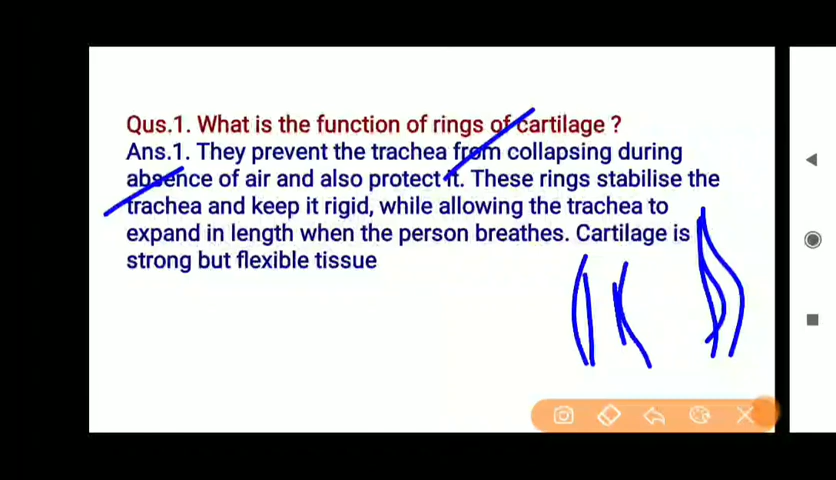 Qus.1. What is the function of rings of cartilage ?
Ans.1. They prevent the trachea from collapsing during
absence of air and also protect it. These rings stabilise the
trachea and keep it rigid, while allowing the trachea to
expand in length when the person breathes. Cartilage is
strong but flexible tissue